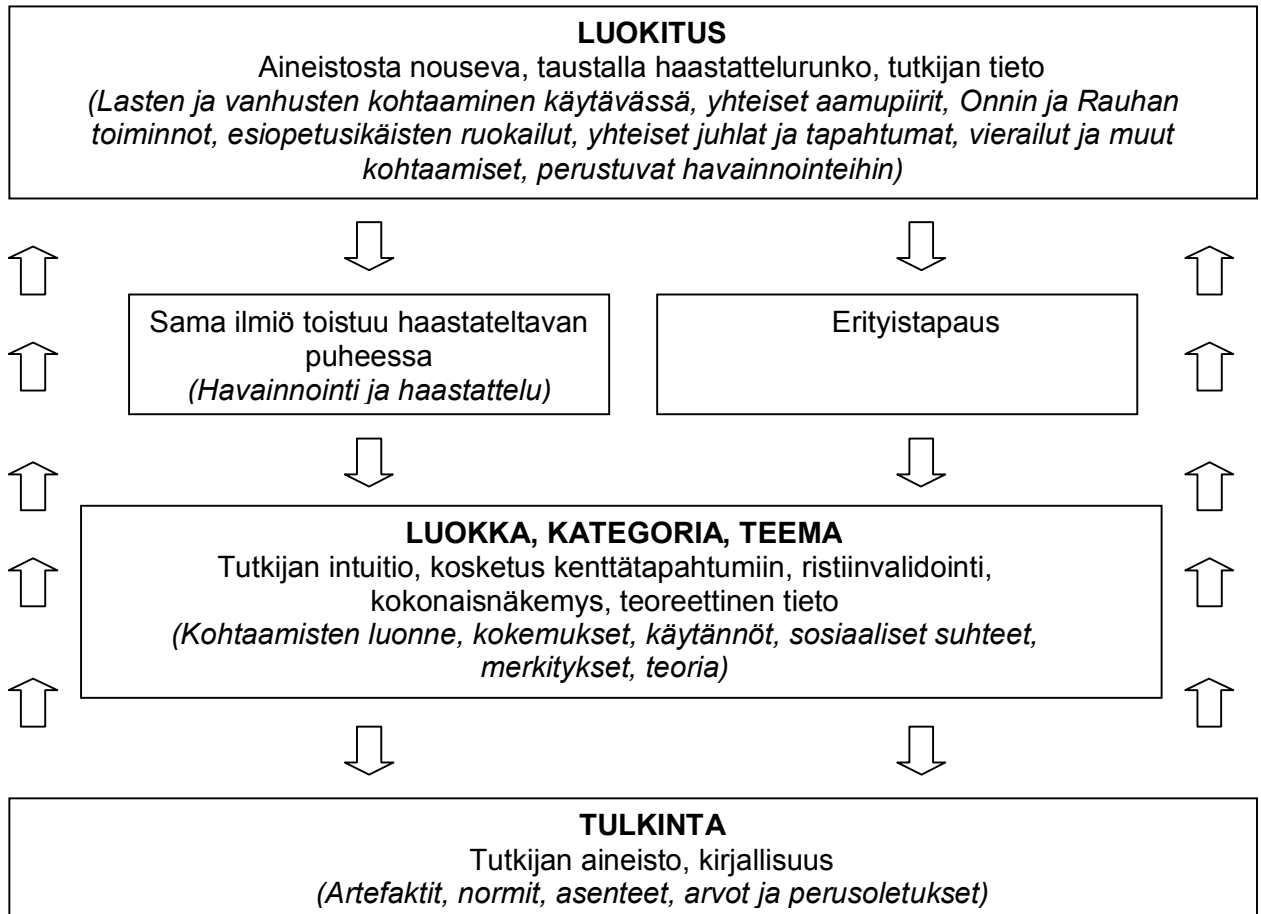 LUOKITUS
Aineistosta nouseva, taustalla haastattelurunko, tutkijan tieto
(Lasten ja vanhusten kohtaaminen käytävässä, yhteiset aamupiirit, Onnin ja Rauhan
toiminnot, esiopetusikäisten ruokailut, yhteiset juhlat ja tapahtumat, vierailut ja muut
kohtaamiset, perustuvat havainnointeihin)
Sama ilmiö toistuu haastateltavan
puheessa
(Havainnointi ja haastattelu)
Erityistapaus
LUOKKA, KATEGORIA, TEEMA
Tutkijan intuitio, kosketus kenttätapahtumiin, ristiinvalidointi,
kokonaisnäkemys, teoreettinen tieto
(Kohtaamisten luonne, kokemukset, käytännöt, sosiaaliset suhteet,
merkitykset, teoria)
TULKINTA
Tutkijan aineisto, kirjallisuus
(Artefaktit, normit, asenteet, arvot ja perusoletukset)